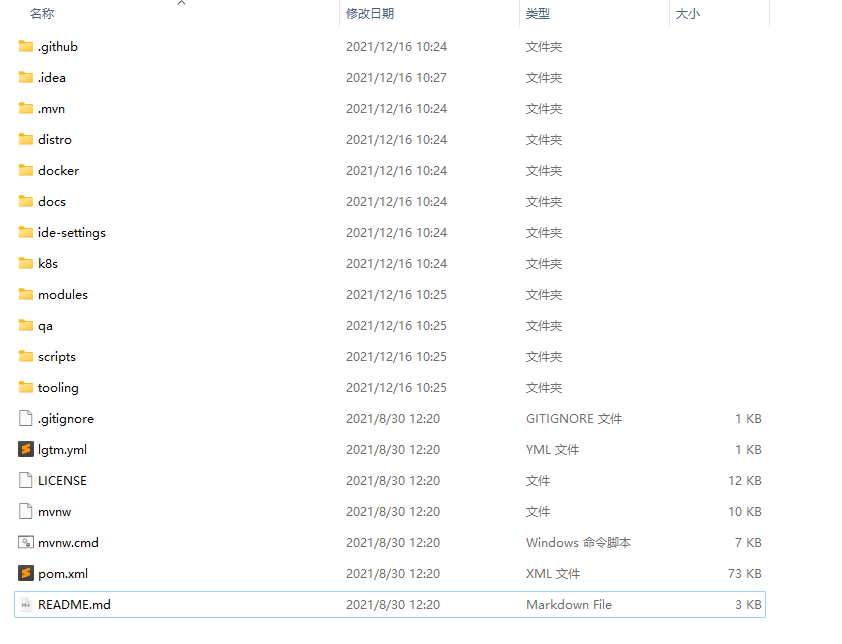 名称 修改日期 类型 大小
.github 2021/12/16 10:24 文件夹
.idea 2021/12/16 10:27 文件夹
.mvn 2021/12/16 10:24 文件夹
distro 2021/12/16 10:24 文件夹
docker 2021/12/16 10:24 文件夹
docs 2021/12/16 10:24 文件夹
ide-settings 2021/12/16 10:24 文件夹
k8s 2021/12/16 10:24 文件夹
modules 2021/12/16 10:25 文件夹
qa 2021/12/16 10:25 文件夹
scripts 2021/12/16 10:25 文件夹
tooling 2021/12/16 10:25 文件夹
.gitignore 2021/8/30 12:20 GITIGNORE 文件 1 KB
lgtm.yml 2021/8/30 12:20 YML 文件 1 KB
LICENSE 2021/8/30 12:20 文件 12 KB
mvnw 2021/8/30 12:20 文件 10 KB
mvnw.cmd 2021/8/30 12:20 Windows 命令脚本 7 KB
pom.xml 2021/8/30 12:20 XML 文件 73 KB
README.md 2021/8/30 12:20 Markdown File 3 KB